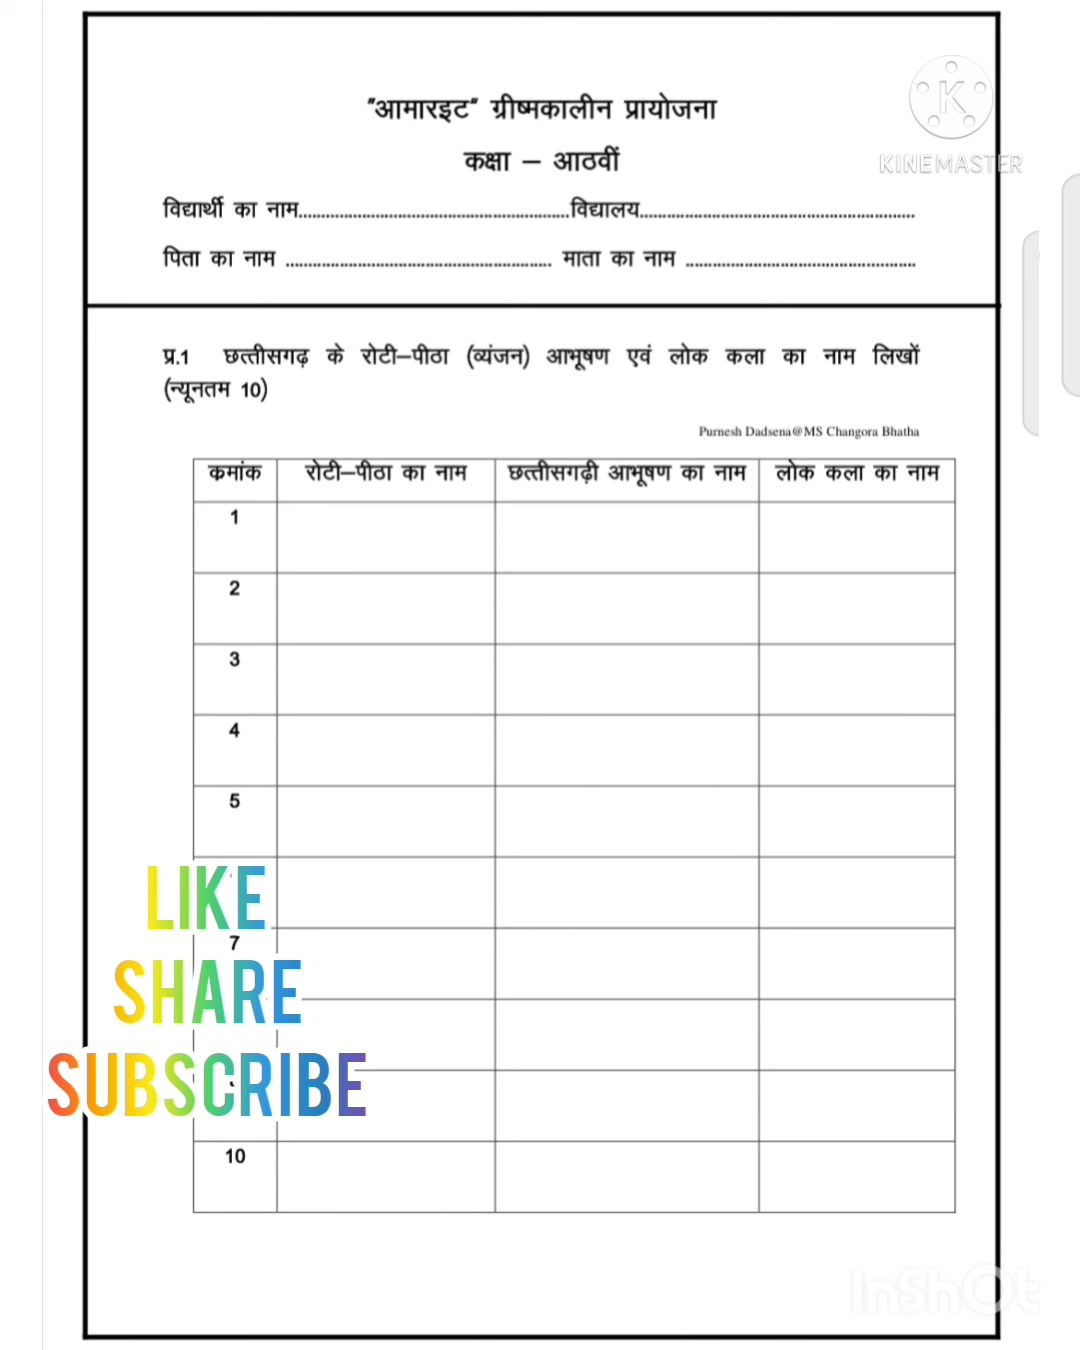 "आमारइट" ग्रीष्मकालीन प्रायोजना
कक्षा – आठवीं
KINEMASTER
विद्यार्थी का नाम............................................................विद्यालय.............................................................
पिता का नाम ........................................................... माता का नाम ...................................................
प्र.1 छत्तीसगढ़ के रोटी–पीठा (व्यंजन) आभूषण एवं लोक कला का नाम लिखों
(न्यूनतम 10)
Purnesh Dadsena@MS Changora Bhatha
कमांक रोटी–पीठा का नाम छत्तीसगढ़ी आभूषण का नाम लोक कला का नाम
1
2
3
4
5
LIKE
7
SHARE
SUBSCRIBE
10
InShOt